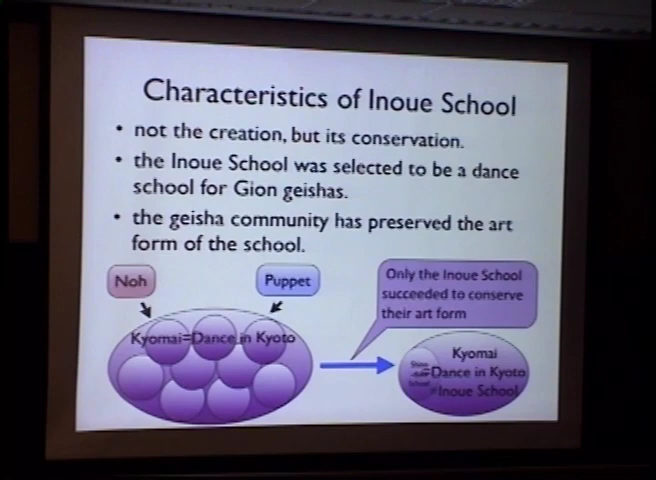 Characteristics of Inoue School
• not the creation, but its conservation.
• the Inoue School was selected to be a dance
school for Gion geishas.
• the geisha community has preserved the art
form of the school.
Noh
Puppet
Only the Inoue School
succeeded to conserve
their art form
Kyomai=Dance in Kyoto
Kyomai
=Dance in Kyoto
=Inoue School